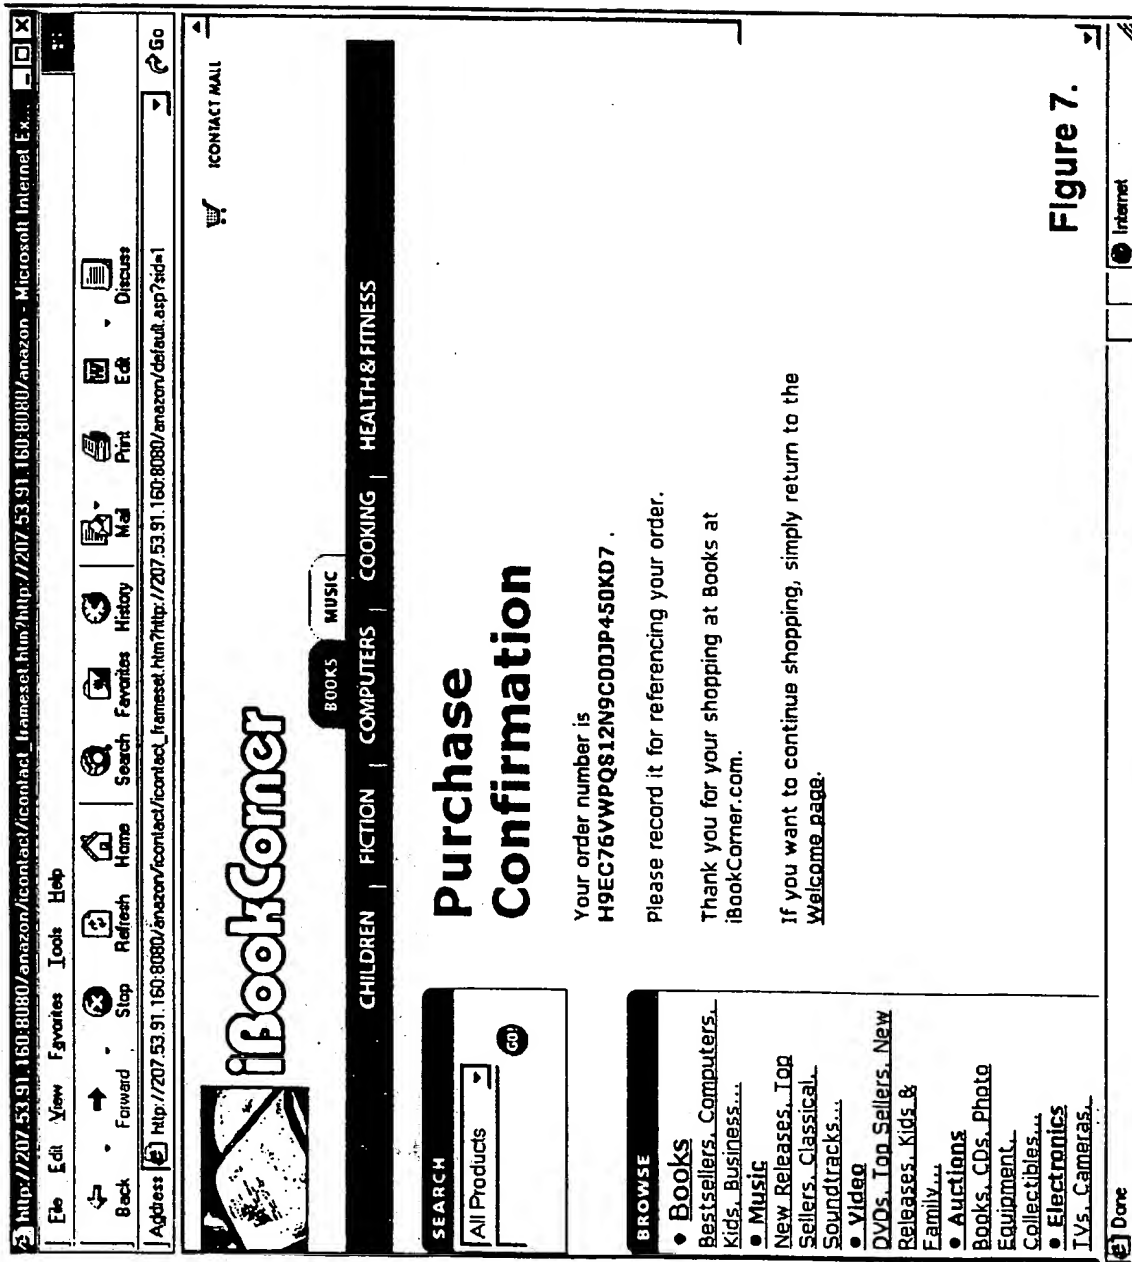 http://207.53.91.160:8080/anazon/icontact/icontact_frameset.htm?http://207.53.91.160:8080/anazon - Microsoft Internet Ex...
File Edit View Favorites Tools Help
Back Forward Stop Refresh Home Search Favorites History Mail Print Edit Discuss
Address http://207.53.91.160:8080/anazon/icontact/icontact_frameset.htm?http://207.53.91.160:8080/anazon/default.asp?sid=1 Go
iBookCorner
ICONTACT MALL
BOOKS MUSIC
CHILDREN | FICTION | COMPUTERS | COOKING | HEALTH & FITNESS
SEARCH
All Products
GO!
BROWSE
• Books
Bestsellers, Computers,
Kids, Business...
• Music
New Releases, Top
Sellers, Classical,
Soundtracks...
• Video
DVDs, Top Sellers, New
Releases, Kids &
Family...
• Auctions
Books, CDs, Photo
Equipment,
Collectibles...
• Electronics
TVs, Cameras,
Purchase
Confirmation
Your order number is
H9EC76VWPQS12N9C00JP450KD7 .
Please record it for referencing your order.
Thank you for your shopping at Books at
iBookCorner.com.
If you want to continue shopping, simply return to the
Welcome page.
Figure 7.
Done Internet